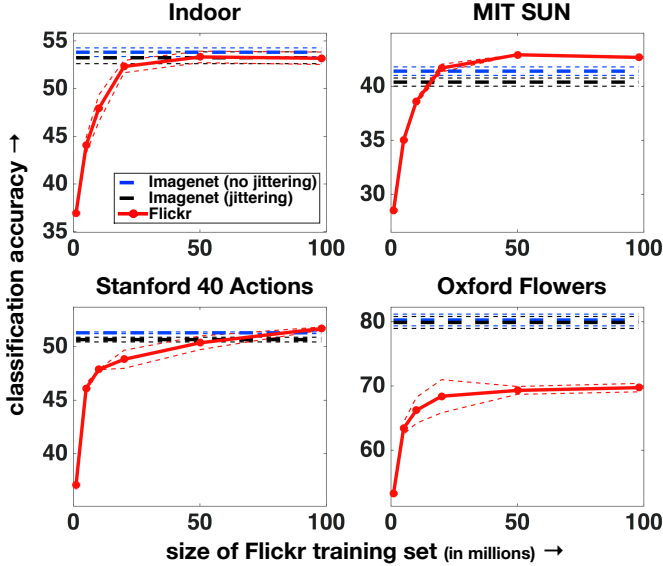 Indoor
MIT SUN
55
50
45
40
35
0
50
100
Imagenet (no jittering)
Imagenet (jittering)
Flickr
40
35
30
0
50
100
classification accuracy →
Stanford 40 Actions
Oxford Flowers
50
45
40
0
50
100
80
70
60
0
50
100
size of Flickr training set (in millions) →